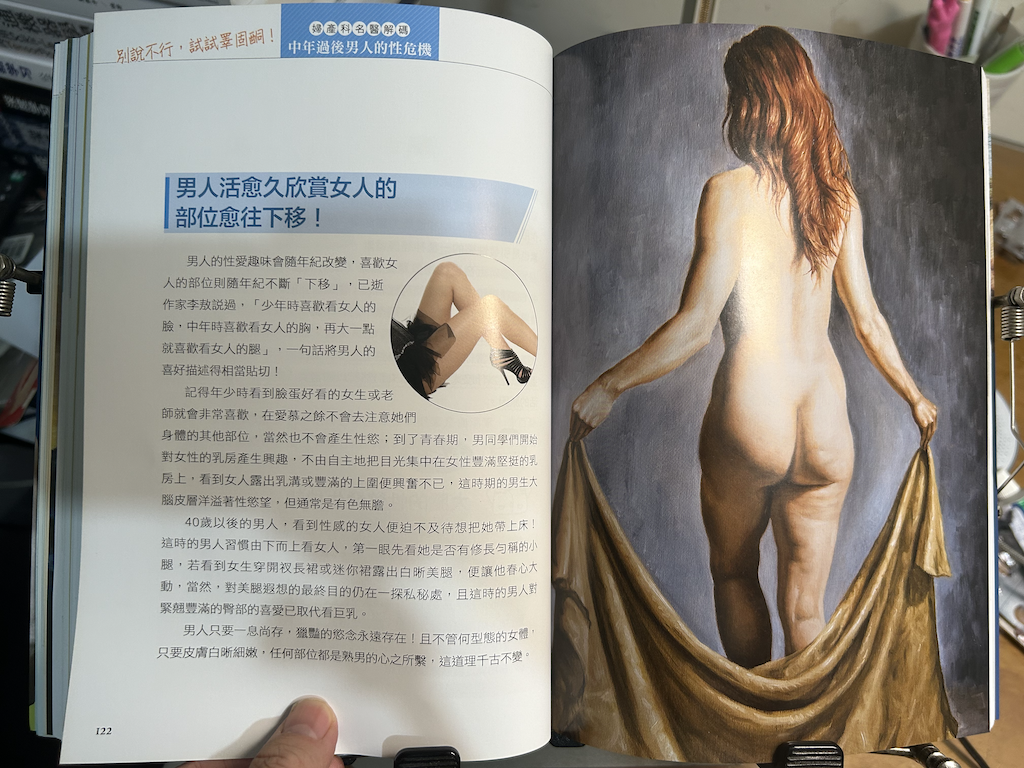 別說不行，試試睪固酮！
婦產科名醫解碼
中年過後男人的性危機
男人活愈久欣賞女人的
部位愈往下移！
男人的性愛趣味會隨年紀改變，喜歡女
人的部位則隨年紀不斷「下移」，已逝
作家李敖說過，「少年時喜歡看女人的
臉，中年時喜歡看女人的胸，再大一點
就喜歡看女人的腿」，一句話將男人的
喜好描述得相當貼切！
記得年少時看到臉蛋好看的女生或老
師就會非常喜歡，在愛慕之餘不會去注意她們
身體的其他部位，當然也不會產生性慾；到了青春期，男同學們開始
對女性的乳房產生興趣，不由自主地把目光集中在女性豐滿堅挺的乳
房上，看到女人露出乳溝或豐滿的上圍便興奮不已，這時期的男生大
腦皮層洋溢著性慾望，但通常是有色無膽。
40歲以後的男人，看到性感的女人便迫不及待想把她帶上床！
這時的男人習慣由下而上看女人，第一眼先看她是否有修長勻稱的小
腿，若看到女生穿開衩長裙或迷你裙露出白晰美腿，便讓他春心大
動，當然，對美腿遐想的最終目的仍在一探私秘處，且這時的男人對
緊翹豐滿的臀部的喜愛已取代看巨乳。
男人只要一息尚存，獵豔的慾念永遠存在！且不管何型態的女體，
只要皮膚白晰細嫩，任何部位都是熟男的心之所繫，這道理千古不變。
122